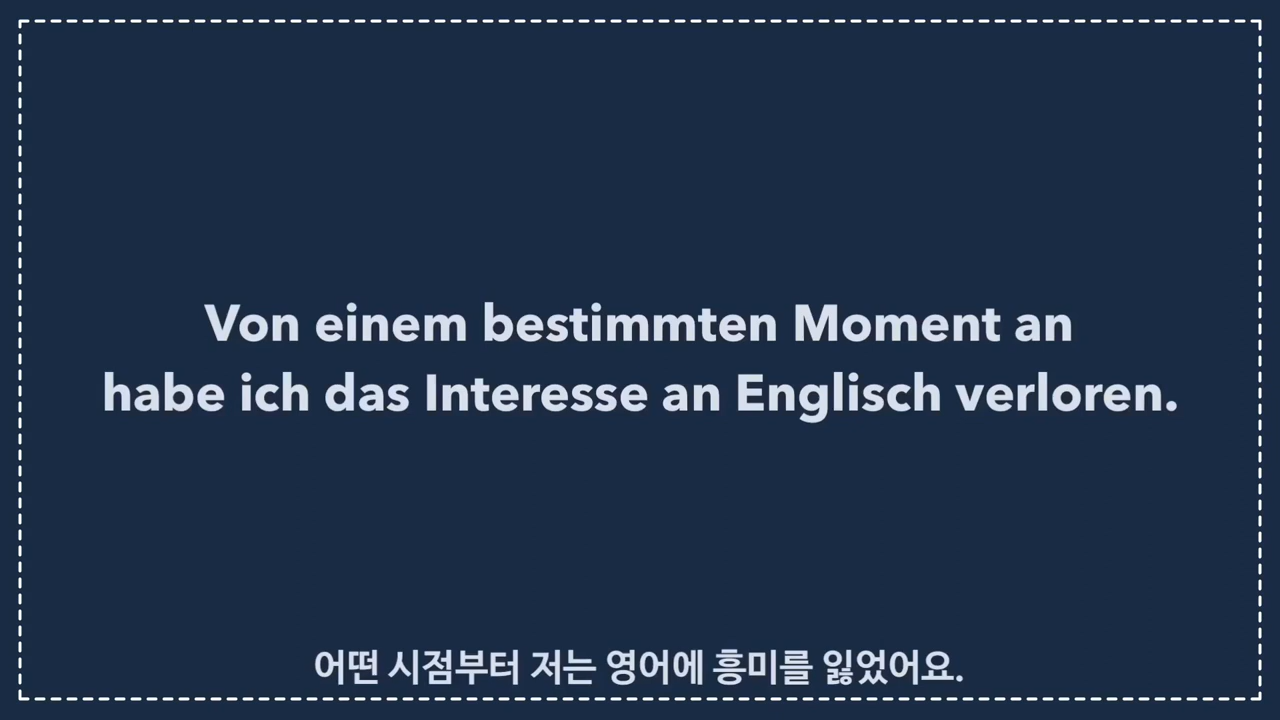 Von einem bestimmten Moment an
habe ich das Interesse an Englisch verloren.
어떤 시점부터 저는 영어에 흥미를 잃었어요.